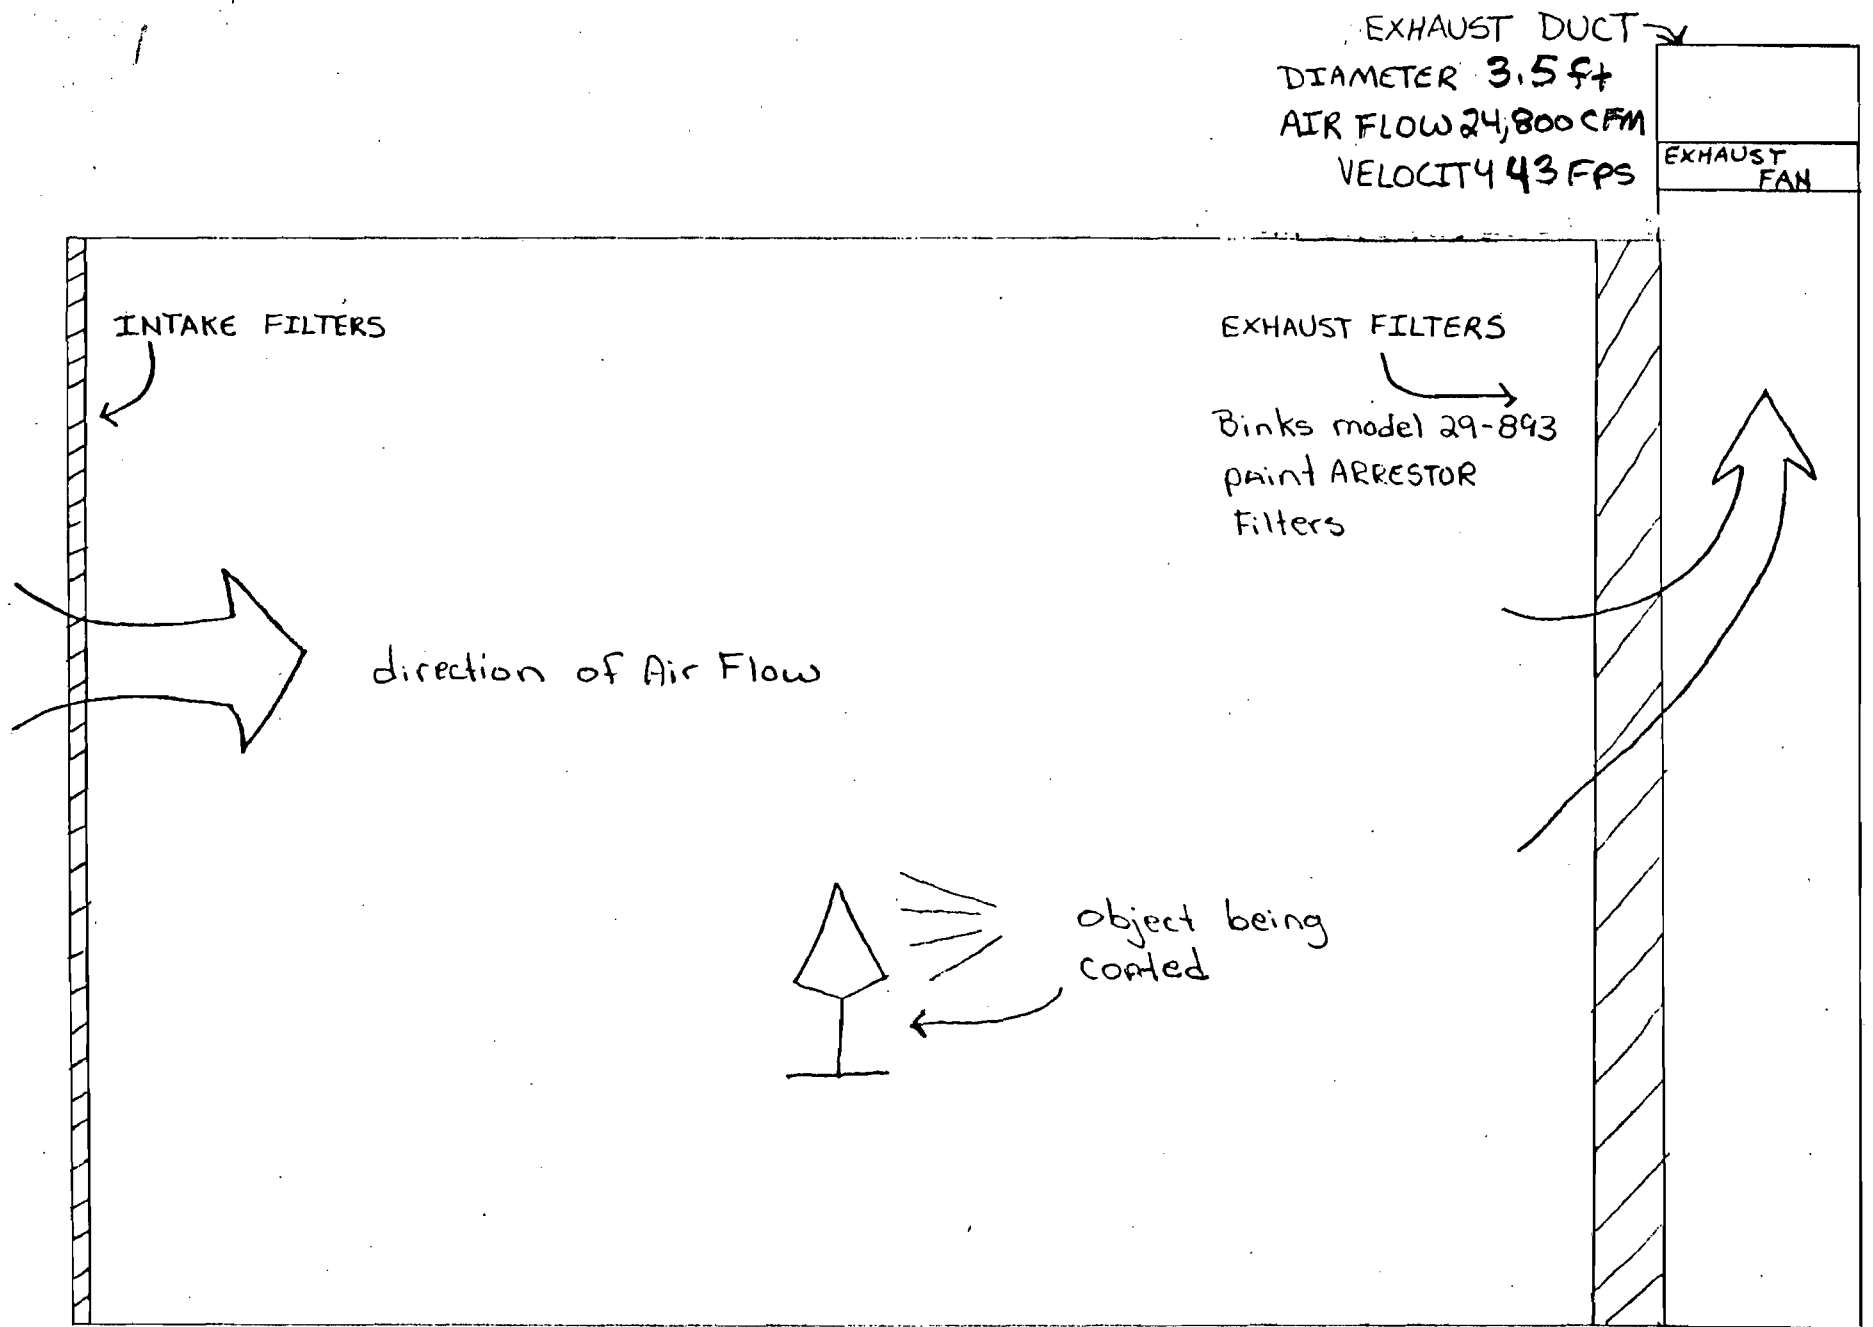 EXHAUST DUCT
DIAMETER 3.5 ft
AIR FLOW 24,800 CFM
VELOCITY 43 FPS
EXHAUST
FAN
INTAKE FILTERS
EXHAUST FILTERS
Binks model 29-893
paint ARRESTOR
Filters
direction of Air Flow
object being
coated